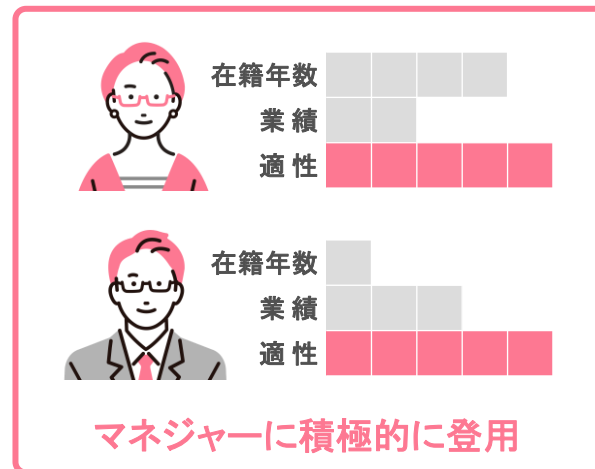 在籍年数
業績
適性
在籍年数
業績
適性
マネジャーに積極的に登用